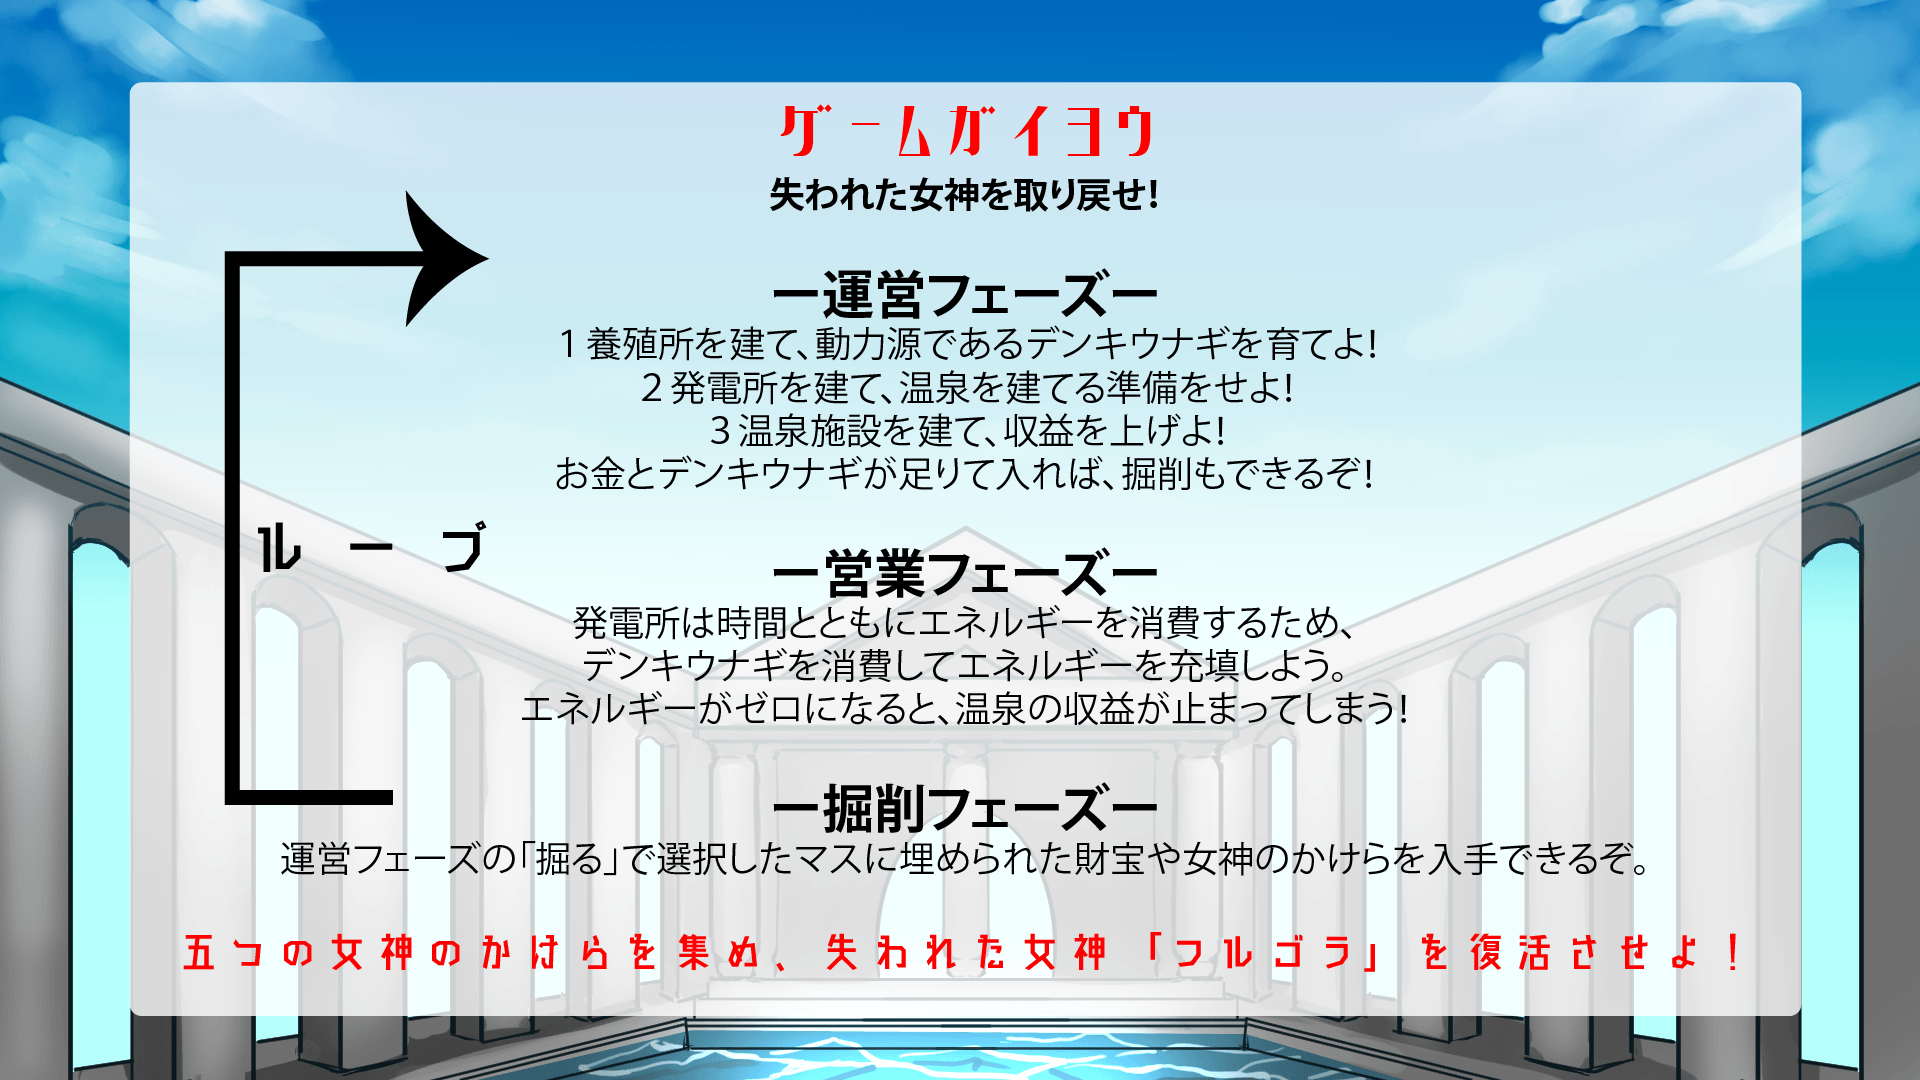 ゲームガイヨウ
失われた女神を取り戻せ!
ー運営フェーズー
1 養殖所を建て、動力源であるデンキウナギを育てよ!
2 発電所を建て、温泉を建てる準備をせよ!
3 温泉施設を建て、収益を上げよ!
お金とデンキウナギが足りて入れば、掘削もできるぞ!
ループ
ー営業フェーズー
発電所は時間とともにエネルギーを消費するため、
デンキウナギを消費してエネルギーを充填しよう。
エネルギーがゼロになると、温泉の収益が止まってしまう!
ー掘削フェーズー
運営フェーズの「掘る」で選択したマスに埋められた財宝や女神のかけらを入手できるぞ。
五つの女神のかけらを集め、失われた女神「フルゴラ」を復活させよ!